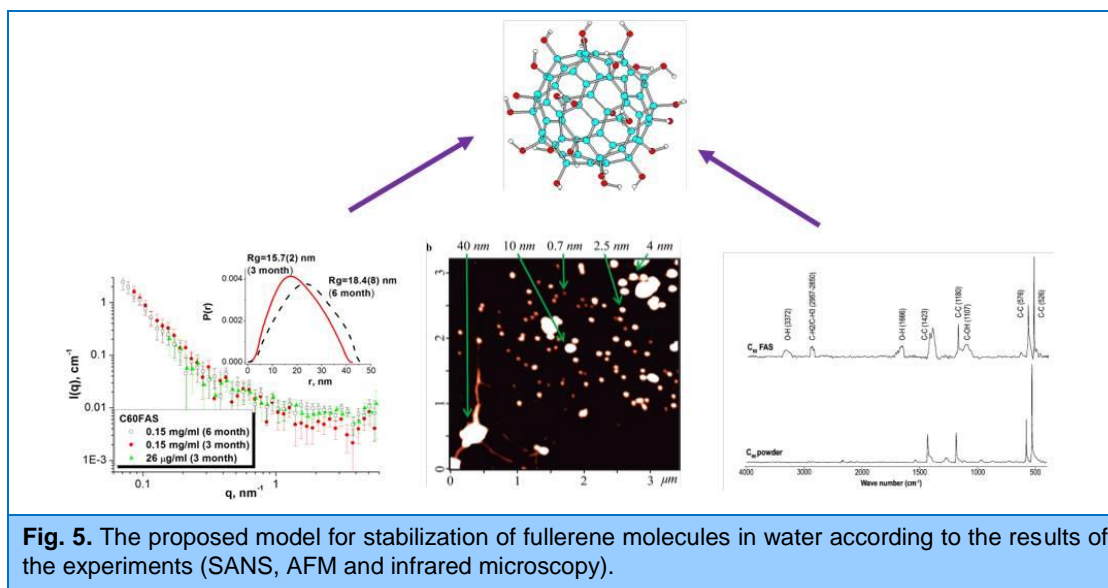 Rg=15.7(2) nm
(3 month)
Rg=18.4(8) nm
(6 month)
0.004
0.002
0.000
P(r)
0 10 20 30 40 50
r, nm
1
0.1
0.01
1E-3
I(q), cm⁻¹
C60FAS
0.15 mg/ml (6 month)
0.15 mg/ml (3 month)
26 µg/ml (3 month)
0.1 1
q, nm⁻¹
b
40 nm 10 nm 0.7 nm 2.5 nm 4 nm
3
2
1
0
0 1 2 3 µm
O-H (3372)
C-H2/C-H3 (2957-2850)
O-H (1666)
C-C (1423)
C-C (1180)
C-OH (1107)
C-C (576)
C-C (526)
C₆₀ FAS
C₆₀ powder
4000 3000 2000 1500 1000 500
Wave number (cm⁻¹)
Fig. 5. The proposed model for stabilization of fullerene molecules in water according to the results of
the experiments (SANS, AFM and infrared microscopy).